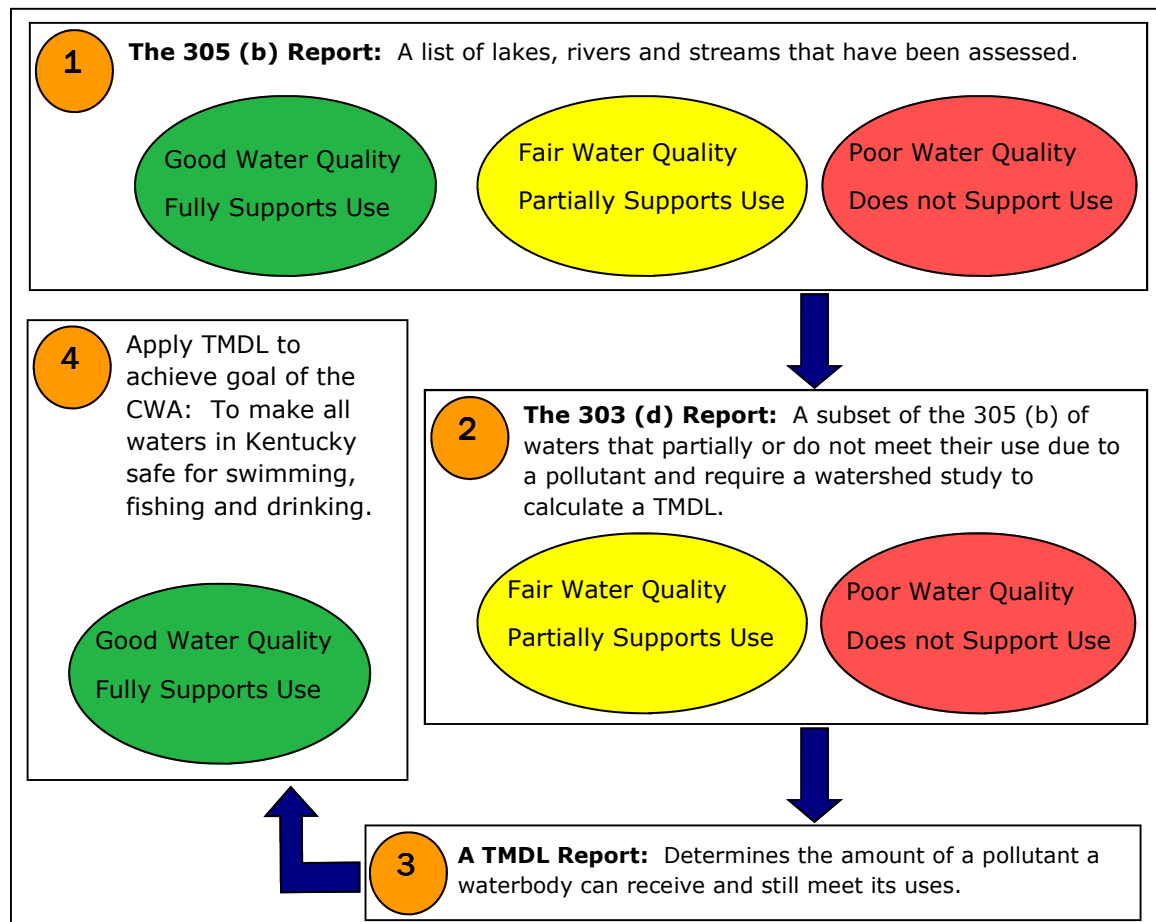 1
The 305 (b) Report: A list of lakes, rivers and streams that have been assessed.
Good Water Quality
Fully Supports Use
Fair Water Quality
Partially Supports Use
Poor Water Quality
Does not Support Use
2
The 303 (d) Report: A subset of the 305 (b) of
waters that partially or do not meet their use due to
a pollutant and require a watershed study to
calculate a TMDL.
Fair Water Quality
Partially Supports Use
Poor Water Quality
Does not Support Use
3
A TMDL Report: Determines the amount of a pollutant a
waterbody can receive and still meet its uses.
4
Apply TMDL to
achieve goal of the
CWA: To make all
waters in Kentucky
safe for swimming,
fishing and drinking.
Good Water Quality
Fully Supports Use